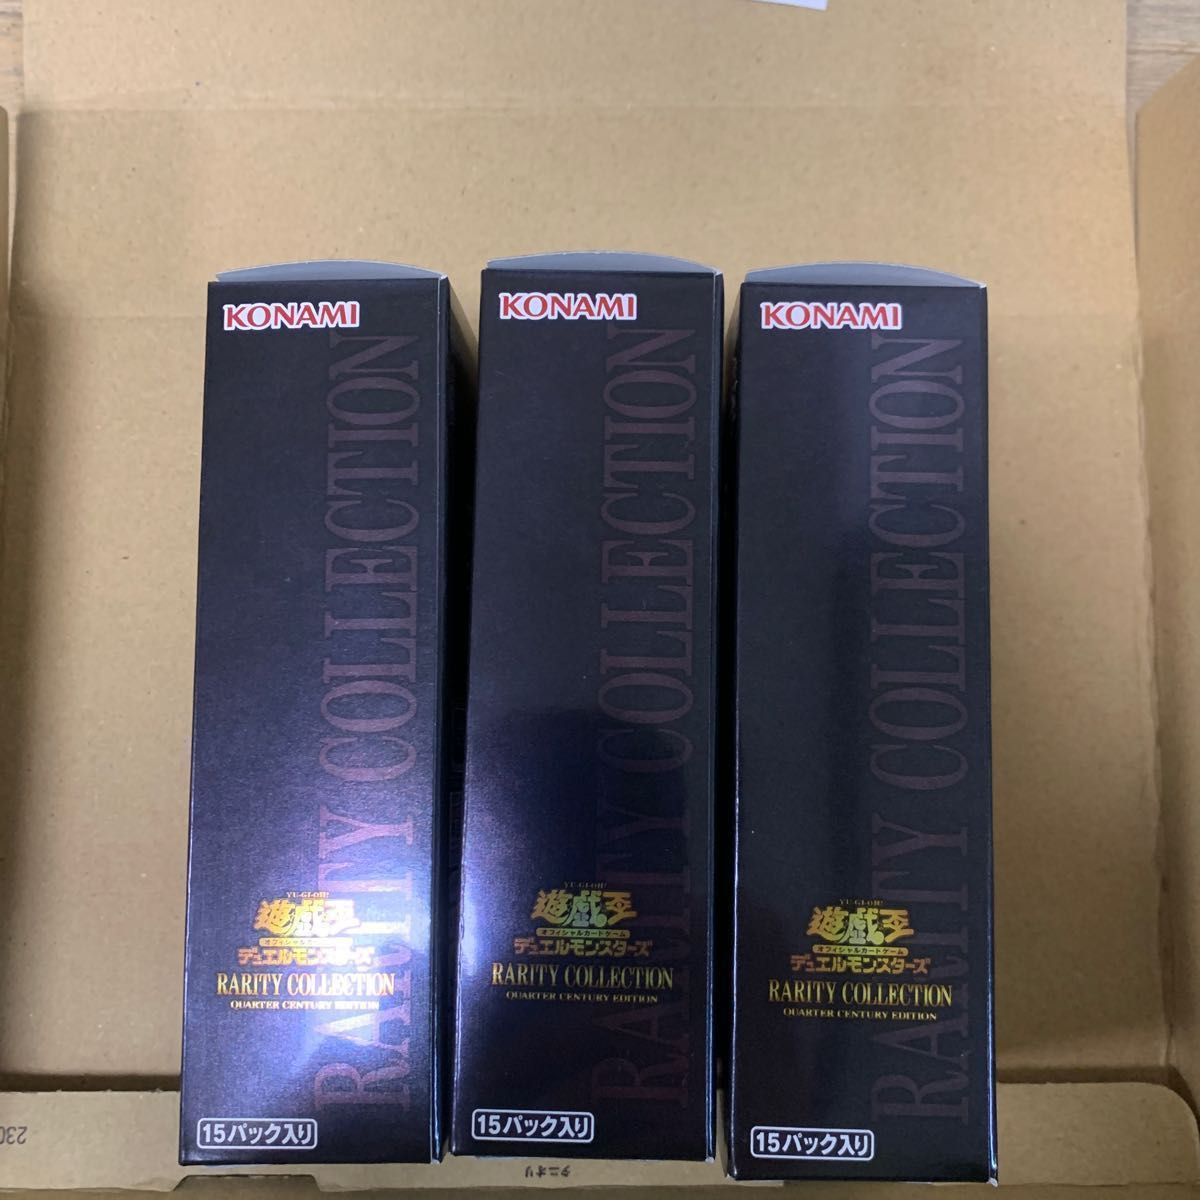 KONAMI
RARITY COLLECTION
YU-GI-OH!
遊戯王
オフィシャルカードゲーム
デュエルモンスターズ
RARITY COLLECTION
QUARTER CENTURY EDITION
15パック入り
KONAMI
RARITY COLLECTION
YU-GI-OH!
遊戯王
オフィシャルカードゲーム
デュエルモンスターズ
RARITY COLLECTION
QUARTER CENTURY EDITION
15パック入り
KONAMI
RARITY COLLECTION
YU-GI-OH!
遊戯王
オフィシャルカードゲーム
デュエルモンスターズ
RARITY COLLECTION
QUARTER CENTURY EDITION
15パック入り
230
タニオリ